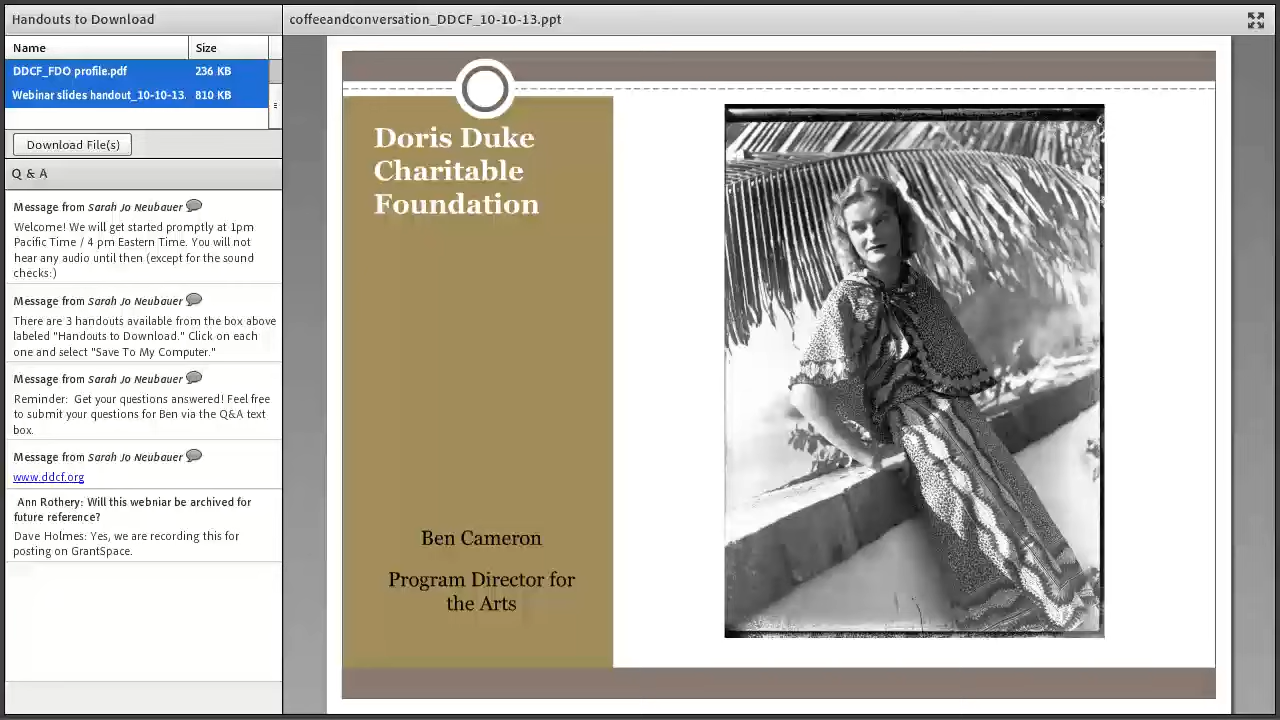 Handouts to Download
Name Size
DDCF_FDO profile.pdf 236 KB
Webinar slides handout_10-10-13. 810 KB
Download File(s)
Q & A
Message from Sarah Jo Neubauer
Welcome! We will get started promptly at 1pm
Pacific Time / 4 pm Eastern Time. You will not
hear any audio until then (except for the sound
checks:)
Message from Sarah Jo Neubauer
There are 3 handouts available from the box above
labeled "Handouts to Download." Click on each
one and select "Save To My Computer."
Message from Sarah Jo Neubauer
Reminder: Get your questions answered! Feel free
to submit your questions for Ben via the Q&A text
box.
Message from Sarah Jo Neubauer
www.ddcf.org
Ann Rothery: Will this webniar be archived for
future reference?
Dave Holmes: Yes, we are recording this for
posting on GrantSpace.
coffeeandconversation_DDCF_10-10-13.ppt
Doris Duke
Charitable
Foundation
Ben Cameron
Program Director for
the Arts